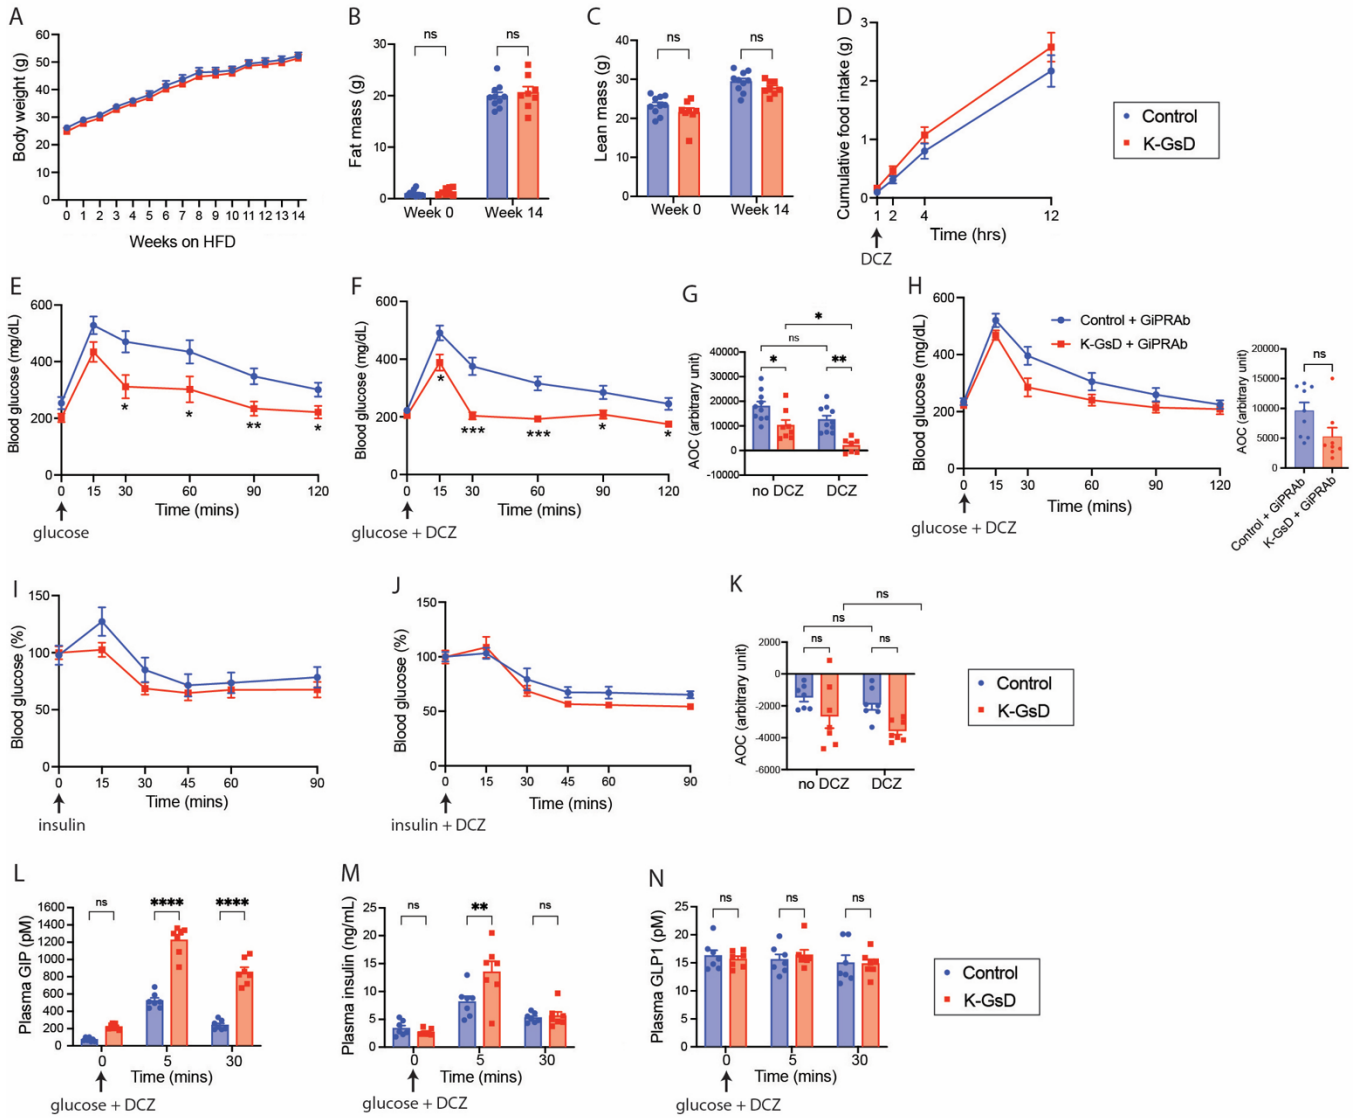 A
Body weight (g)
60
50
40
30
20
10
0
0 1 2 3 4 5 6 7 8 9 10 11 12 13 14
Weeks on HFD
B
Fat mass (g)
30
20
10
0
ns
ns
Week 0
Week 14
C
Lean mass (g)
40
30
20
10
0
ns
ns
Week 0
Week 14
D
Cumulative food intake (g)
3
2
1
0
1 2 4 12
Time (hrs)
DCZ
Control
K-GsD
E
Blood glucose (mg/dL)
600
400
200
0
* * ** *
0 15 30 60 90 120
Time (mins)
glucose
F
Blood glucose (mg/dL)
600
400
200
0
* *** *** * *
0 15 30 60 90 120
Time (mins)
glucose + DCZ
G
AOC (arbitrary unit)
40000
30000
20000
10000
0
-10000
*
ns
* **
no DCZ
DCZ
H
Blood glucose (mg/dL)
600
400
200
0
Control + GiPRAb
K-GsD + GiPRAb
0 15 30 60 90 120
Time (mins)
glucose + DCZ
AOC (arbitrary unit)
20000
15000
10000
5000
0
ns
Control + GiPRAb
K-GsD + GiPRAb
I
Blood glucose (%)
150
100
50
0
0 15 30 45 60 90
Time (mins)
insulin
J
Blood glucose (%)
150
100
50
0
0 15 30 45 60 90
Time (mins)
insulin + DCZ
K
AOC (arbitrary unit)
2000
0
-2000
-4000
-6000
ns
ns
ns
ns
no DCZ
DCZ
Control
K-GsD
L
Plasma GIP (pM)
1600
1400
1200
1000
800
600
400
200
0
ns
****
****
0 5 30
Time (mins)
glucose + DCZ
M
Plasma insulin (ng/mL)
25
20
15
10
5
0
ns
**
ns
0 5 30
Time (mins)
glucose + DCZ
N
Plasma GLP1 (pM)
25
20
15
10
5
0
ns
ns
ns
0 5 30
Time (mins)
glucose + DCZ
Control
K-GsD